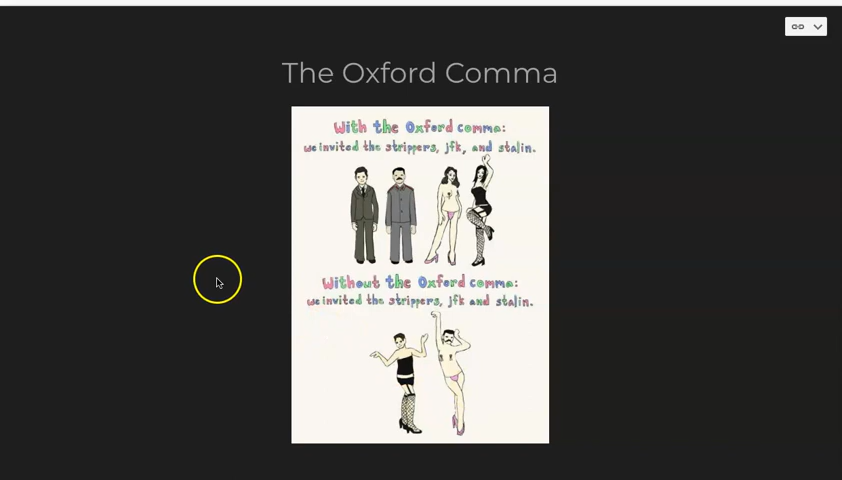 The Oxford Comma
With the Oxford comma:
we invited the strippers, jfk, and stalin.
Without the Oxford comma:
we invited the strippers, jfk and stalin.